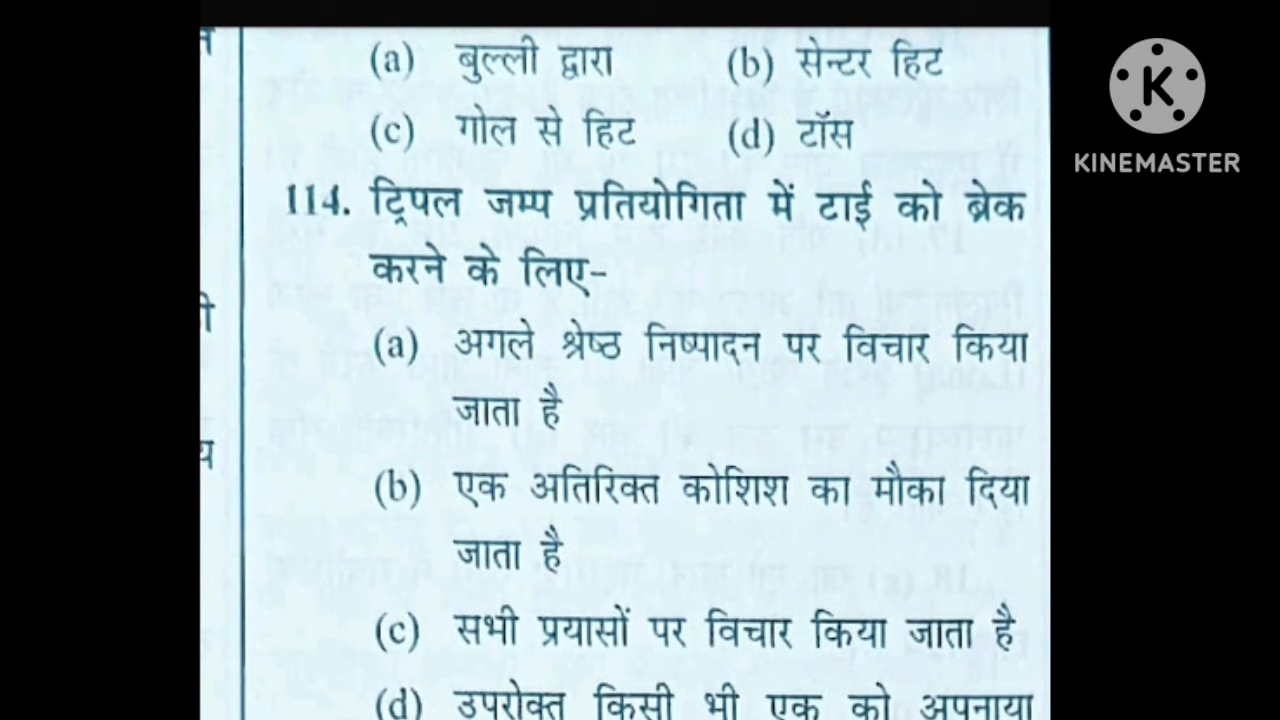 (a) बुल्ली द्वारा (b) सेन्टर हिट
(c) गोल से हिट (d) टॉस
114. ट्रिपल जम्प प्रतियोगिता में टाई को ब्रेक
करने के लिए-
(a) अगले श्रेष्ठ निष्पादन पर विचार किया
जाता है
(b) एक अतिरिक्त कोशिश का मौका दिया
जाता है
(c) सभी प्रयासों पर विचार किया जाता है
(d) उपरोक्त किसी भी एक को अपनाया
K
KINEMASTER